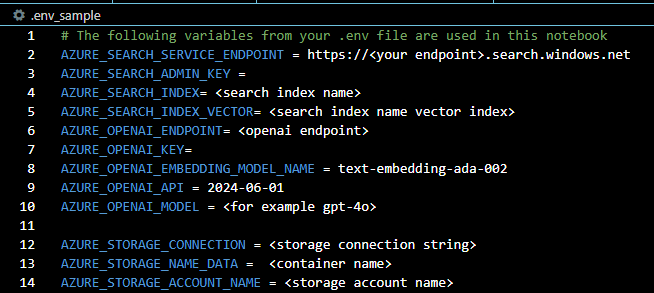 .env_sample
1 # The following variables from your .env file are used in this notebook
2 AZURE_SEARCH_SERVICE_ENDPOINT = https://<your endpoint>.search.windows.net
3 AZURE_SEARCH_ADMIN_KEY =
4 AZURE_SEARCH_INDEX= <search index name>
5 AZURE_SEARCH_INDEX_VECTOR= <search index name vector index>
6 AZURE_OPENAI_ENDPOINT= <openai endpoint>
7 AZURE_OPENAI_KEY=
8 AZURE_OPENAI_EMBEDDING_MODEL_NAME = text-embedding-ada-002
9 AZURE_OPENAI_API = 2024-06-01
10 AZURE_OPENAI_MODEL = <for example gpt-4o>
11
12 AZURE_STORAGE_CONNECTION = <storage connection string>
13 AZURE_STORAGE_NAME_DATA =  <container name>
14 AZURE_STORAGE_ACCOUNT_NAME = <storage account name>